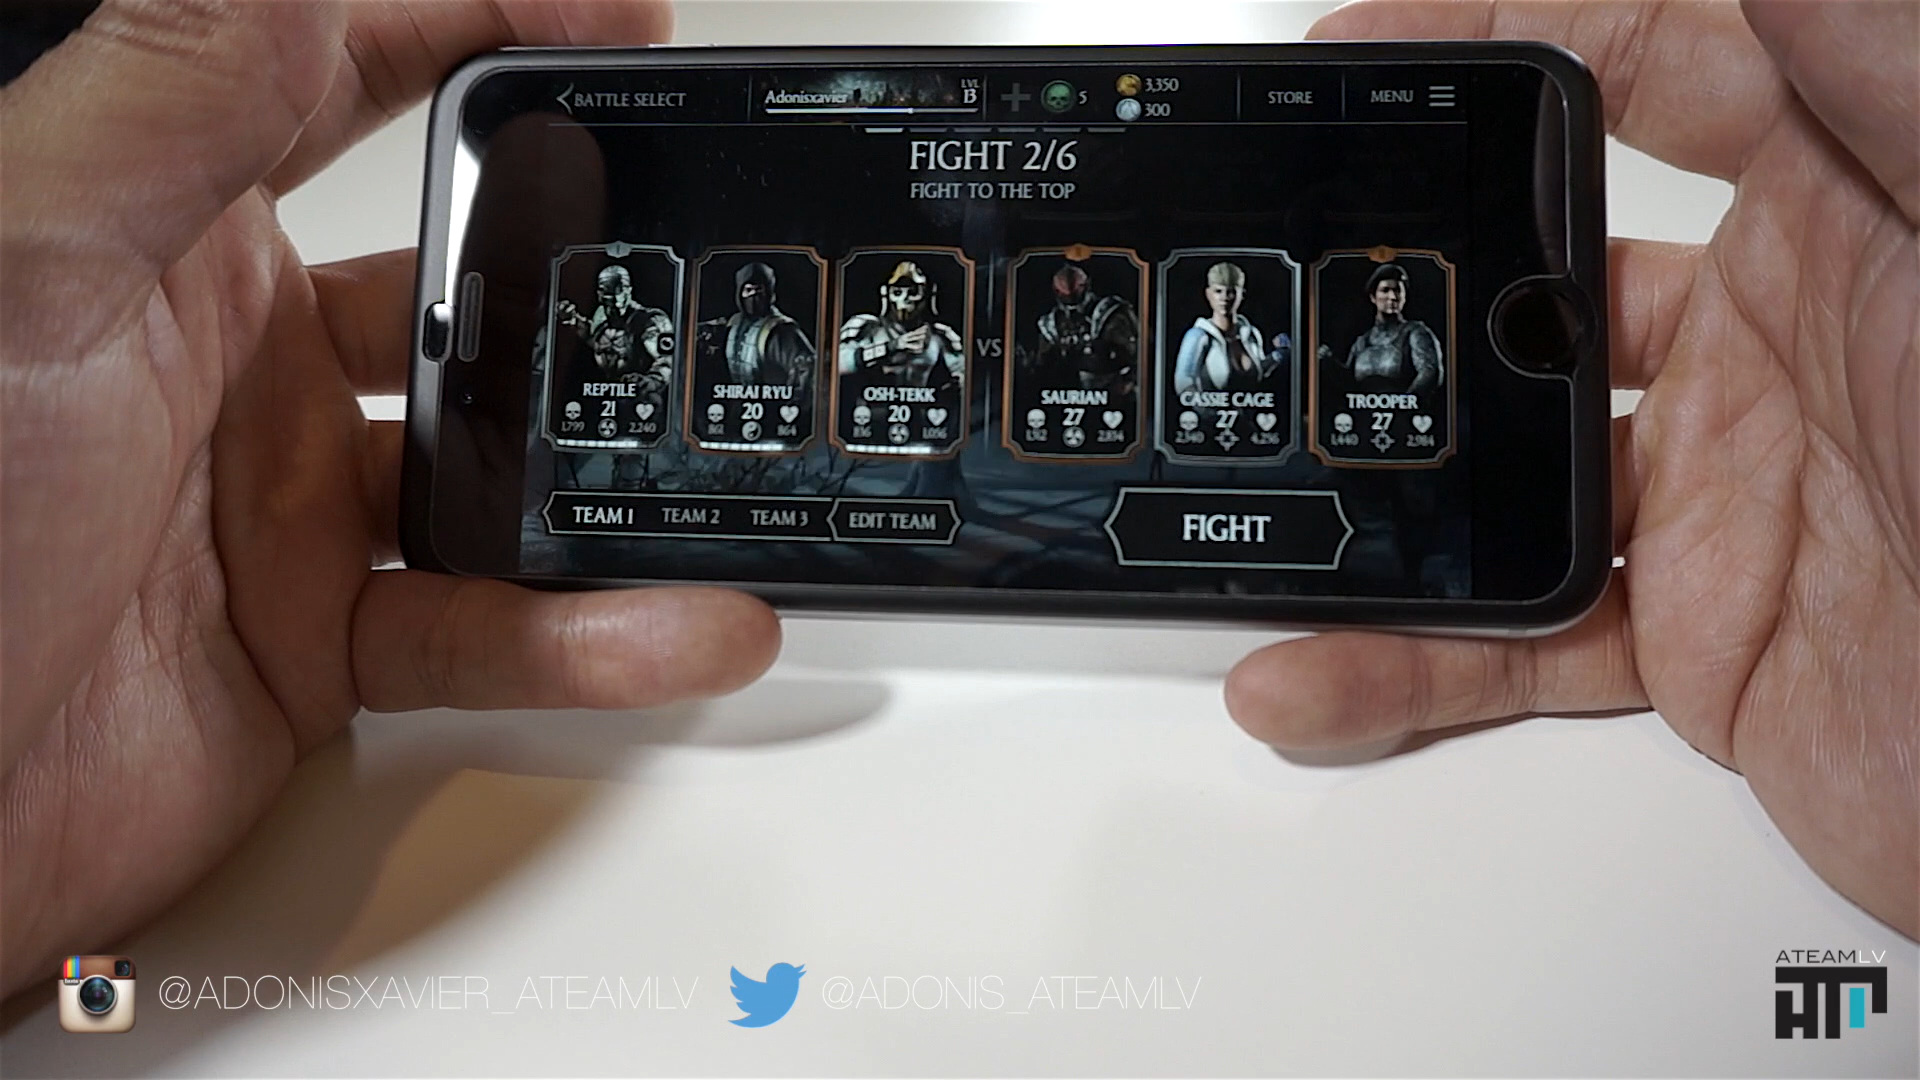 BATTLE SELECT
Adonisxavier
LVL
13
5
3,350
300
STORE
MENU
FIGHT 2/6
FIGHT TO THE TOP
REPTILE
21
1,799 2,240
SHIRAI RYU
20
861 864
OSH-TEKK
20
836 1,056
VS
SAURIAN
27
2,834
CASSIE CAGE
27
2,340 4,256
TROOPER
27
1,440 2,984
TEAM 1
TEAM 2
TEAM 3
EDIT TEAM
FIGHT
@ADONISXAVIER_ATEAMLV
@ADONIS_ATEAMLV
ATEAMLV